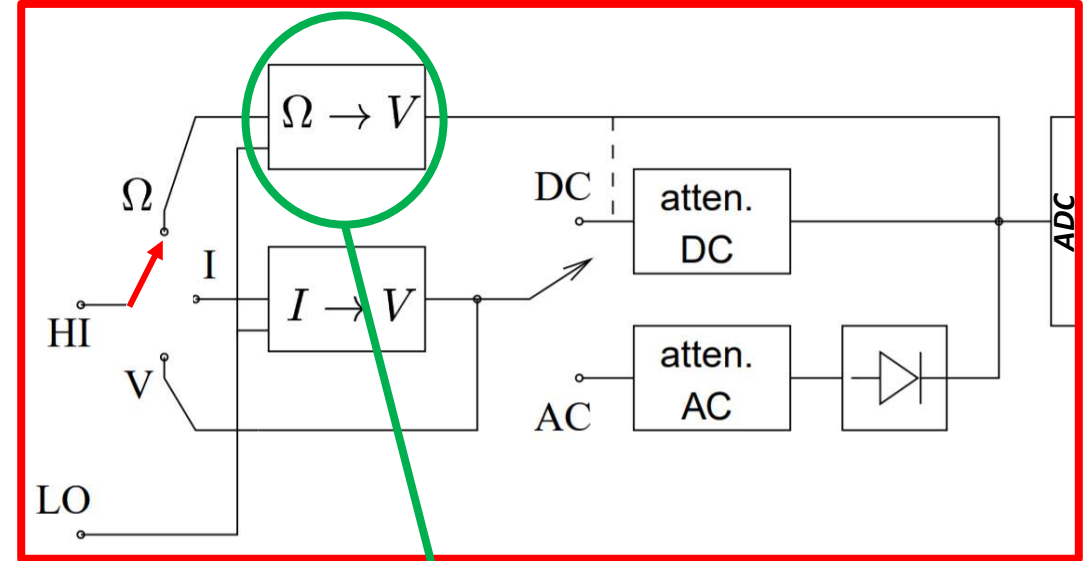 Ω → V
Ω
DC
atten.
DC
ADC
I
I → V
HI
V
atten.
AC
AC
LO